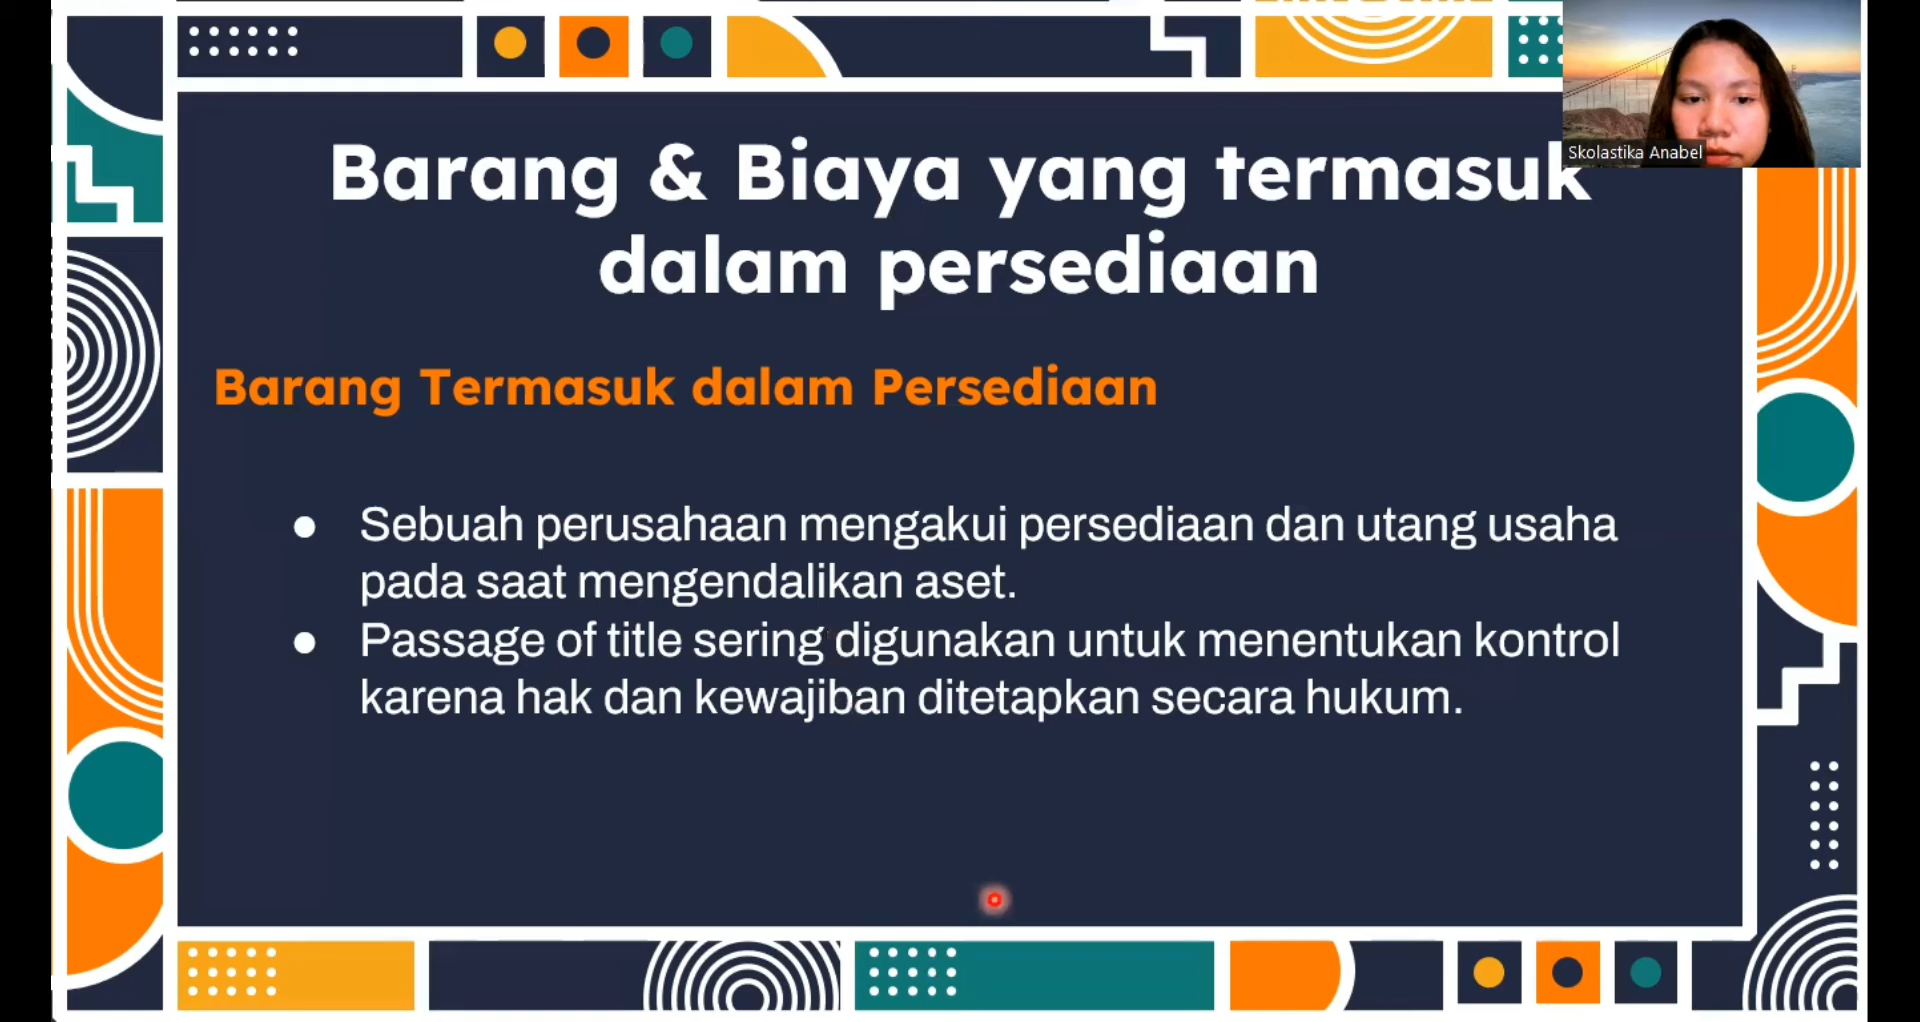 Barang & Biaya yang termasuk
dalam persediaan
Skolastika Anabel
Barang Termasuk dalam Persediaan
● Sebuah perusahaan mengakui persediaan dan utang usaha
pada saat mengendalikan aset.
● Passage of title sering digunakan untuk menentukan kontrol
karena hak dan kewajiban ditetapkan secara hukum.